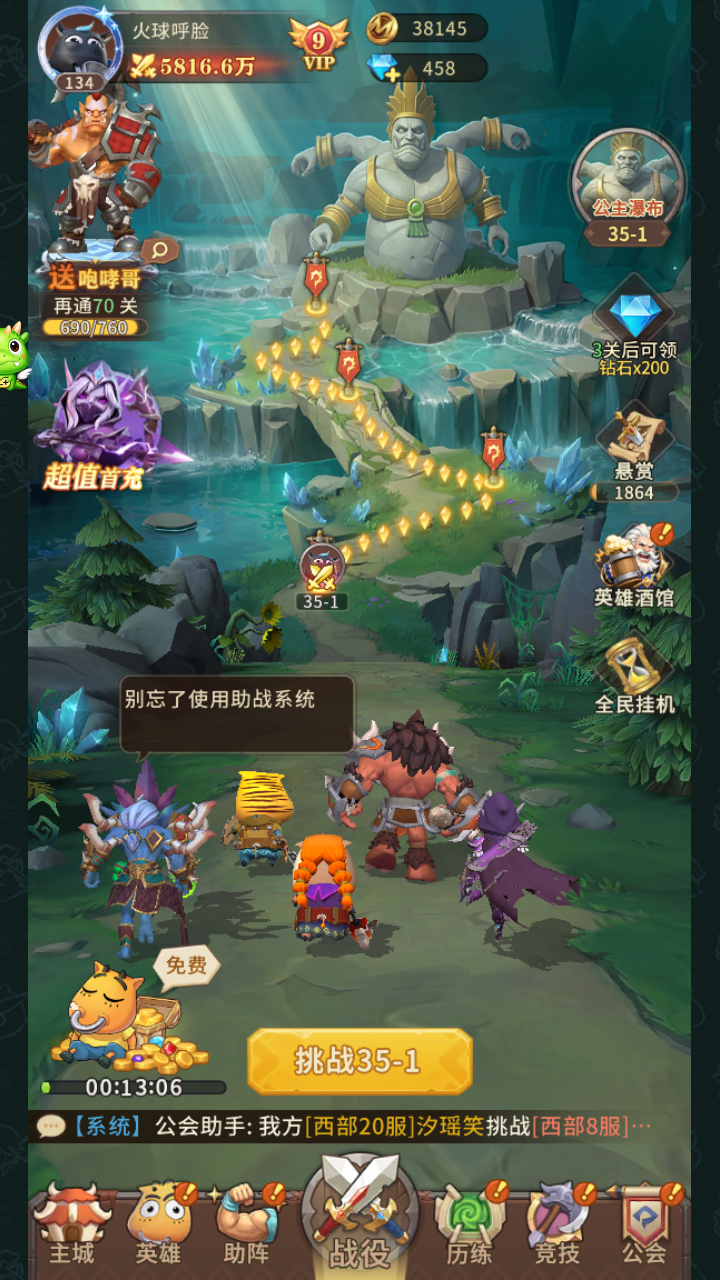 火球呼脸
134
5816.6万
9
VIP
38145
458
公主瀑布
35-1
送咆哮哥
再通70关
690/760
3关后可领
钻石x200
超值首充
悬赏
1864
35-1
英雄酒馆
全民挂机
别忘了使用助战系统
免费
挑战35-1
00:13:06
【系统】 公会助手: 我方[西部20服]汐瑶笑挑战[西部8服]…
主城
英雄
助阵
战役
历练
竞技
公会